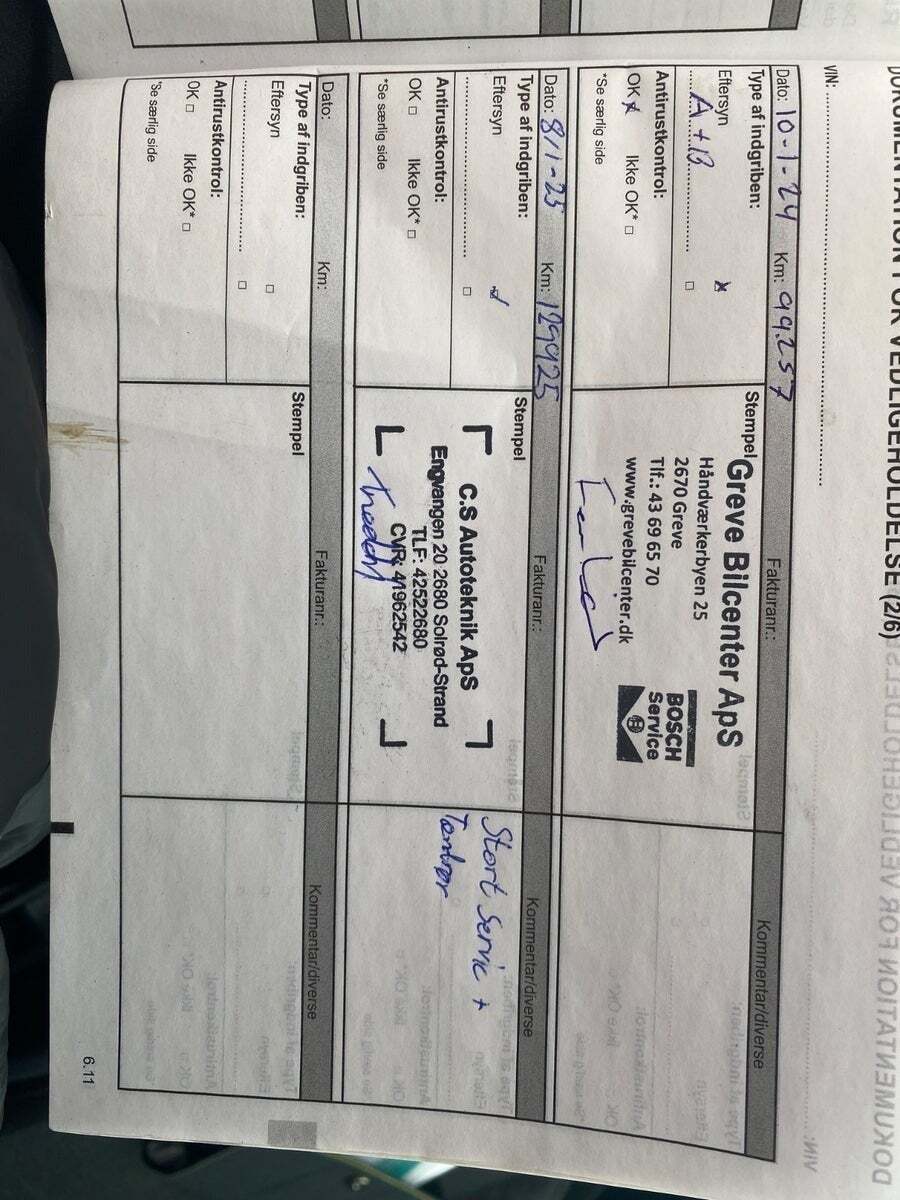 DOKUMENTATION FOR VEDLIGEHOLDELSE (2/6)
VIN: ................................
Dato: 10-1-24 Km: 99.257 Fakturanr.: Kommentar/diverse
Type af indgriben:
Eftersyn
A + B
Antirustkontrol:
OK Ikke OK*
*Se særlig side
Stempel
Greve Bilcenter ApS
Håndværkerbyen 25
2670 Greve
Tlf.: 43 69 65 70
www.grevebilcenter.dk
BOSCH
Service
Dato: 8/1-25 Km: 129925 Fakturanr.: Kommentar/diverse
Type af indgriben:
Eftersyn
Antirustkontrol:
OK Ikke OK*
*Se særlig side
Stempel
C.S Autoteknik ApS
Engvangen 20 2680 Solrød-Strand
TLF: 42522680
CVR: 41962542
Stort Servic +
Dato: Km: Fakturanr.: Kommentar/diverse
Type af indgriben:
Eftersyn
Antirustkontrol:
OK Ikke OK*
*Se særlig side
Stempel
6.11